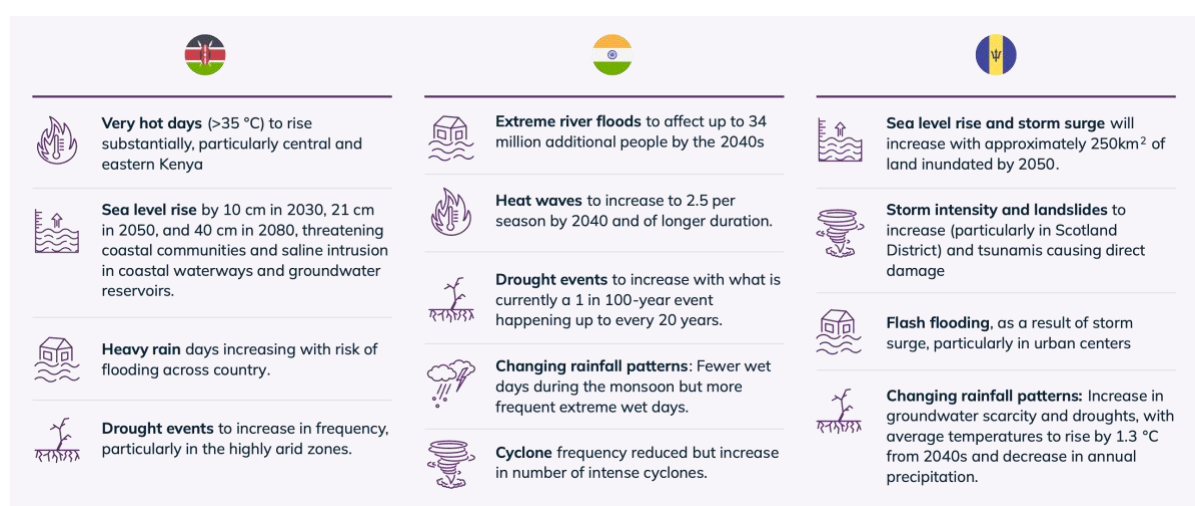 Very hot days (>35 °C) to rise
substantially, particularly central and
eastern Kenya
Sea level rise by 10 cm in 2030, 21 cm
in 2050, and 40 cm in 2080, threatening
coastal communities and saline intrusion
in coastal waterways and groundwater
reservoirs.
Heavy rain days increasing with risk of
flooding across country.
Drought events to increase in frequency,
particularly in the highly arid zones.
Extreme river floods to affect up to 34
million additional people by the 2040s
Heat waves to increase to 2.5 per
season by 2040 and of longer duration.
Drought events to increase with what is
currently a 1 in 100-year event
happening up to every 20 years.
Changing rainfall patterns: Fewer wet
days during the monsoon but more
frequent extreme wet days.
Cyclone frequency reduced but increase
in number of intense cyclones.
Sea level rise and storm surge will
increase with approximately 250km² of
land inundated by 2050.
Storm intensity and landslides to
increase (particularly in Scotland
District) and tsunamis causing direct
damage
Flash flooding, as a result of storm
surge, particularly in urban centers
Changing rainfall patterns: Increase in
groundwater scarcity and droughts, with
average temperatures to rise by 1.3 °C
from 2040s and decrease in annual
precipitation.